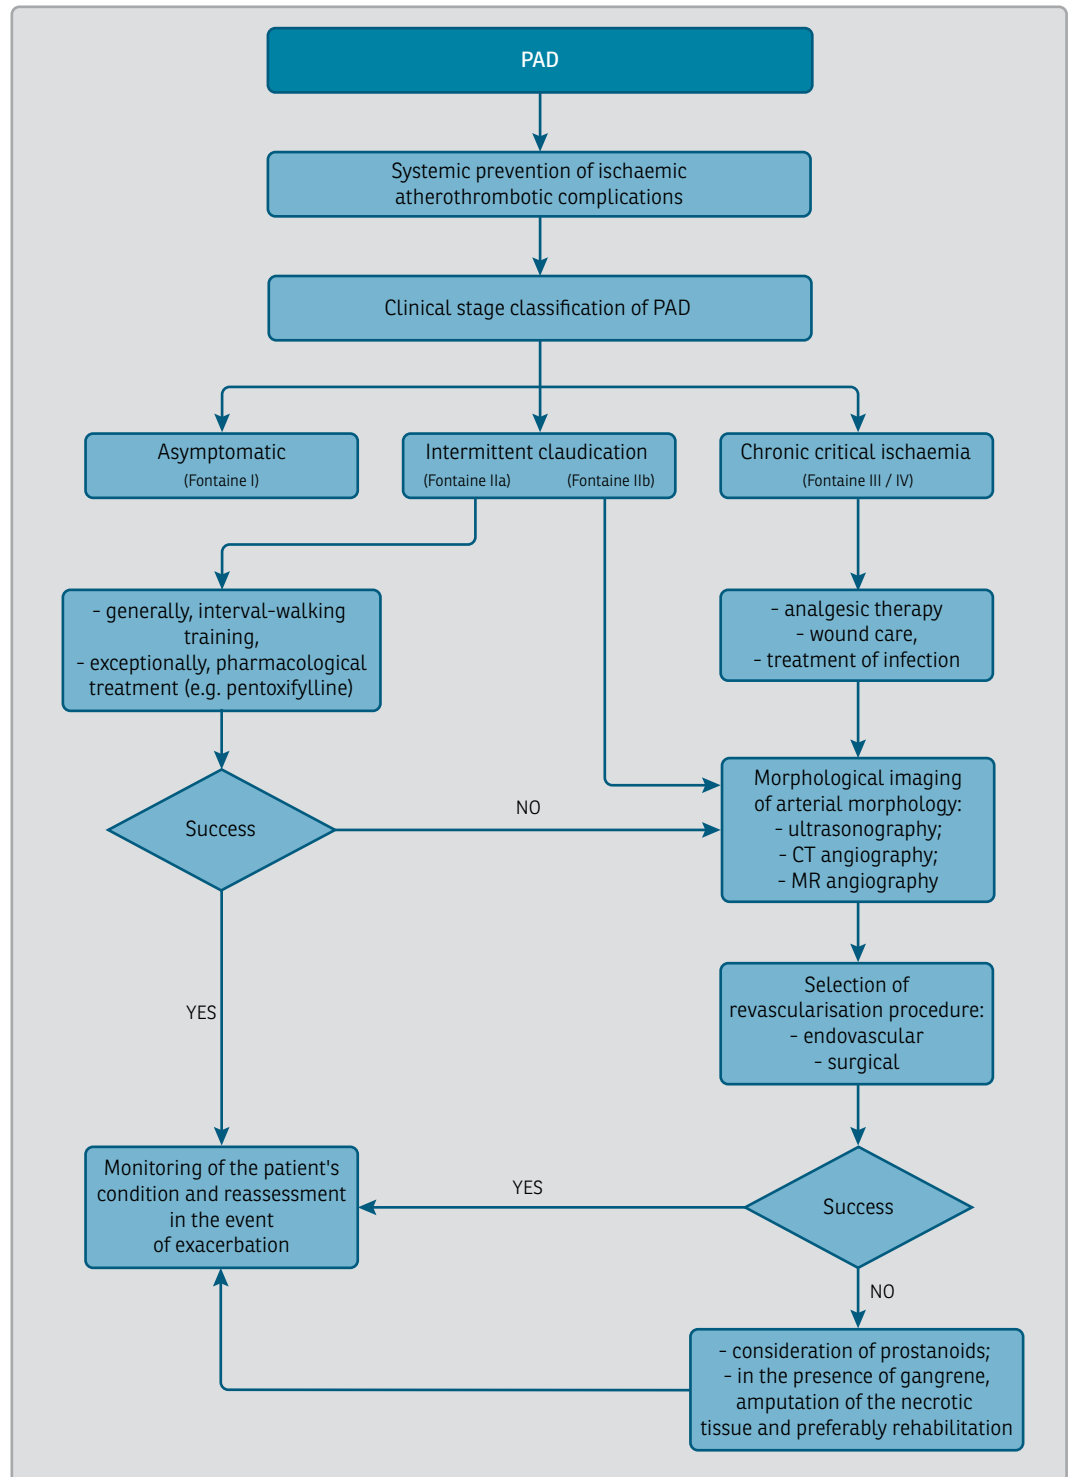 PAD
Systemic prevention of ischaemic
atherothrombotic complications
Clinical stage classification of PAD
Asymptomatic
(Fontaine I)
Intermittent claudication
(Fontaine IIa) (Fontaine IIb)
Chronic critical ischaemia
(Fontaine III / IV)
- generally, interval-walking
training,
- exceptionally, pharmacological
treatment (e.g. pentoxifylline)
- analgesic therapy
- wound care,
- treatment of infection
Success
NO
Morphological imaging
of arterial morphology:
- ultrasonography;
- CT angiography;
- MR angiography
YES
Selection of
revascularisation procedure:
- endovascular
- surgical
Monitoring of the patient's
condition and reassessment
in the event
of exacerbation
YES
Success
NO
- consideration of prostanoids;
- in the presence of gangrene,
amputation of the necrotic
tissue and preferably rehabilitation